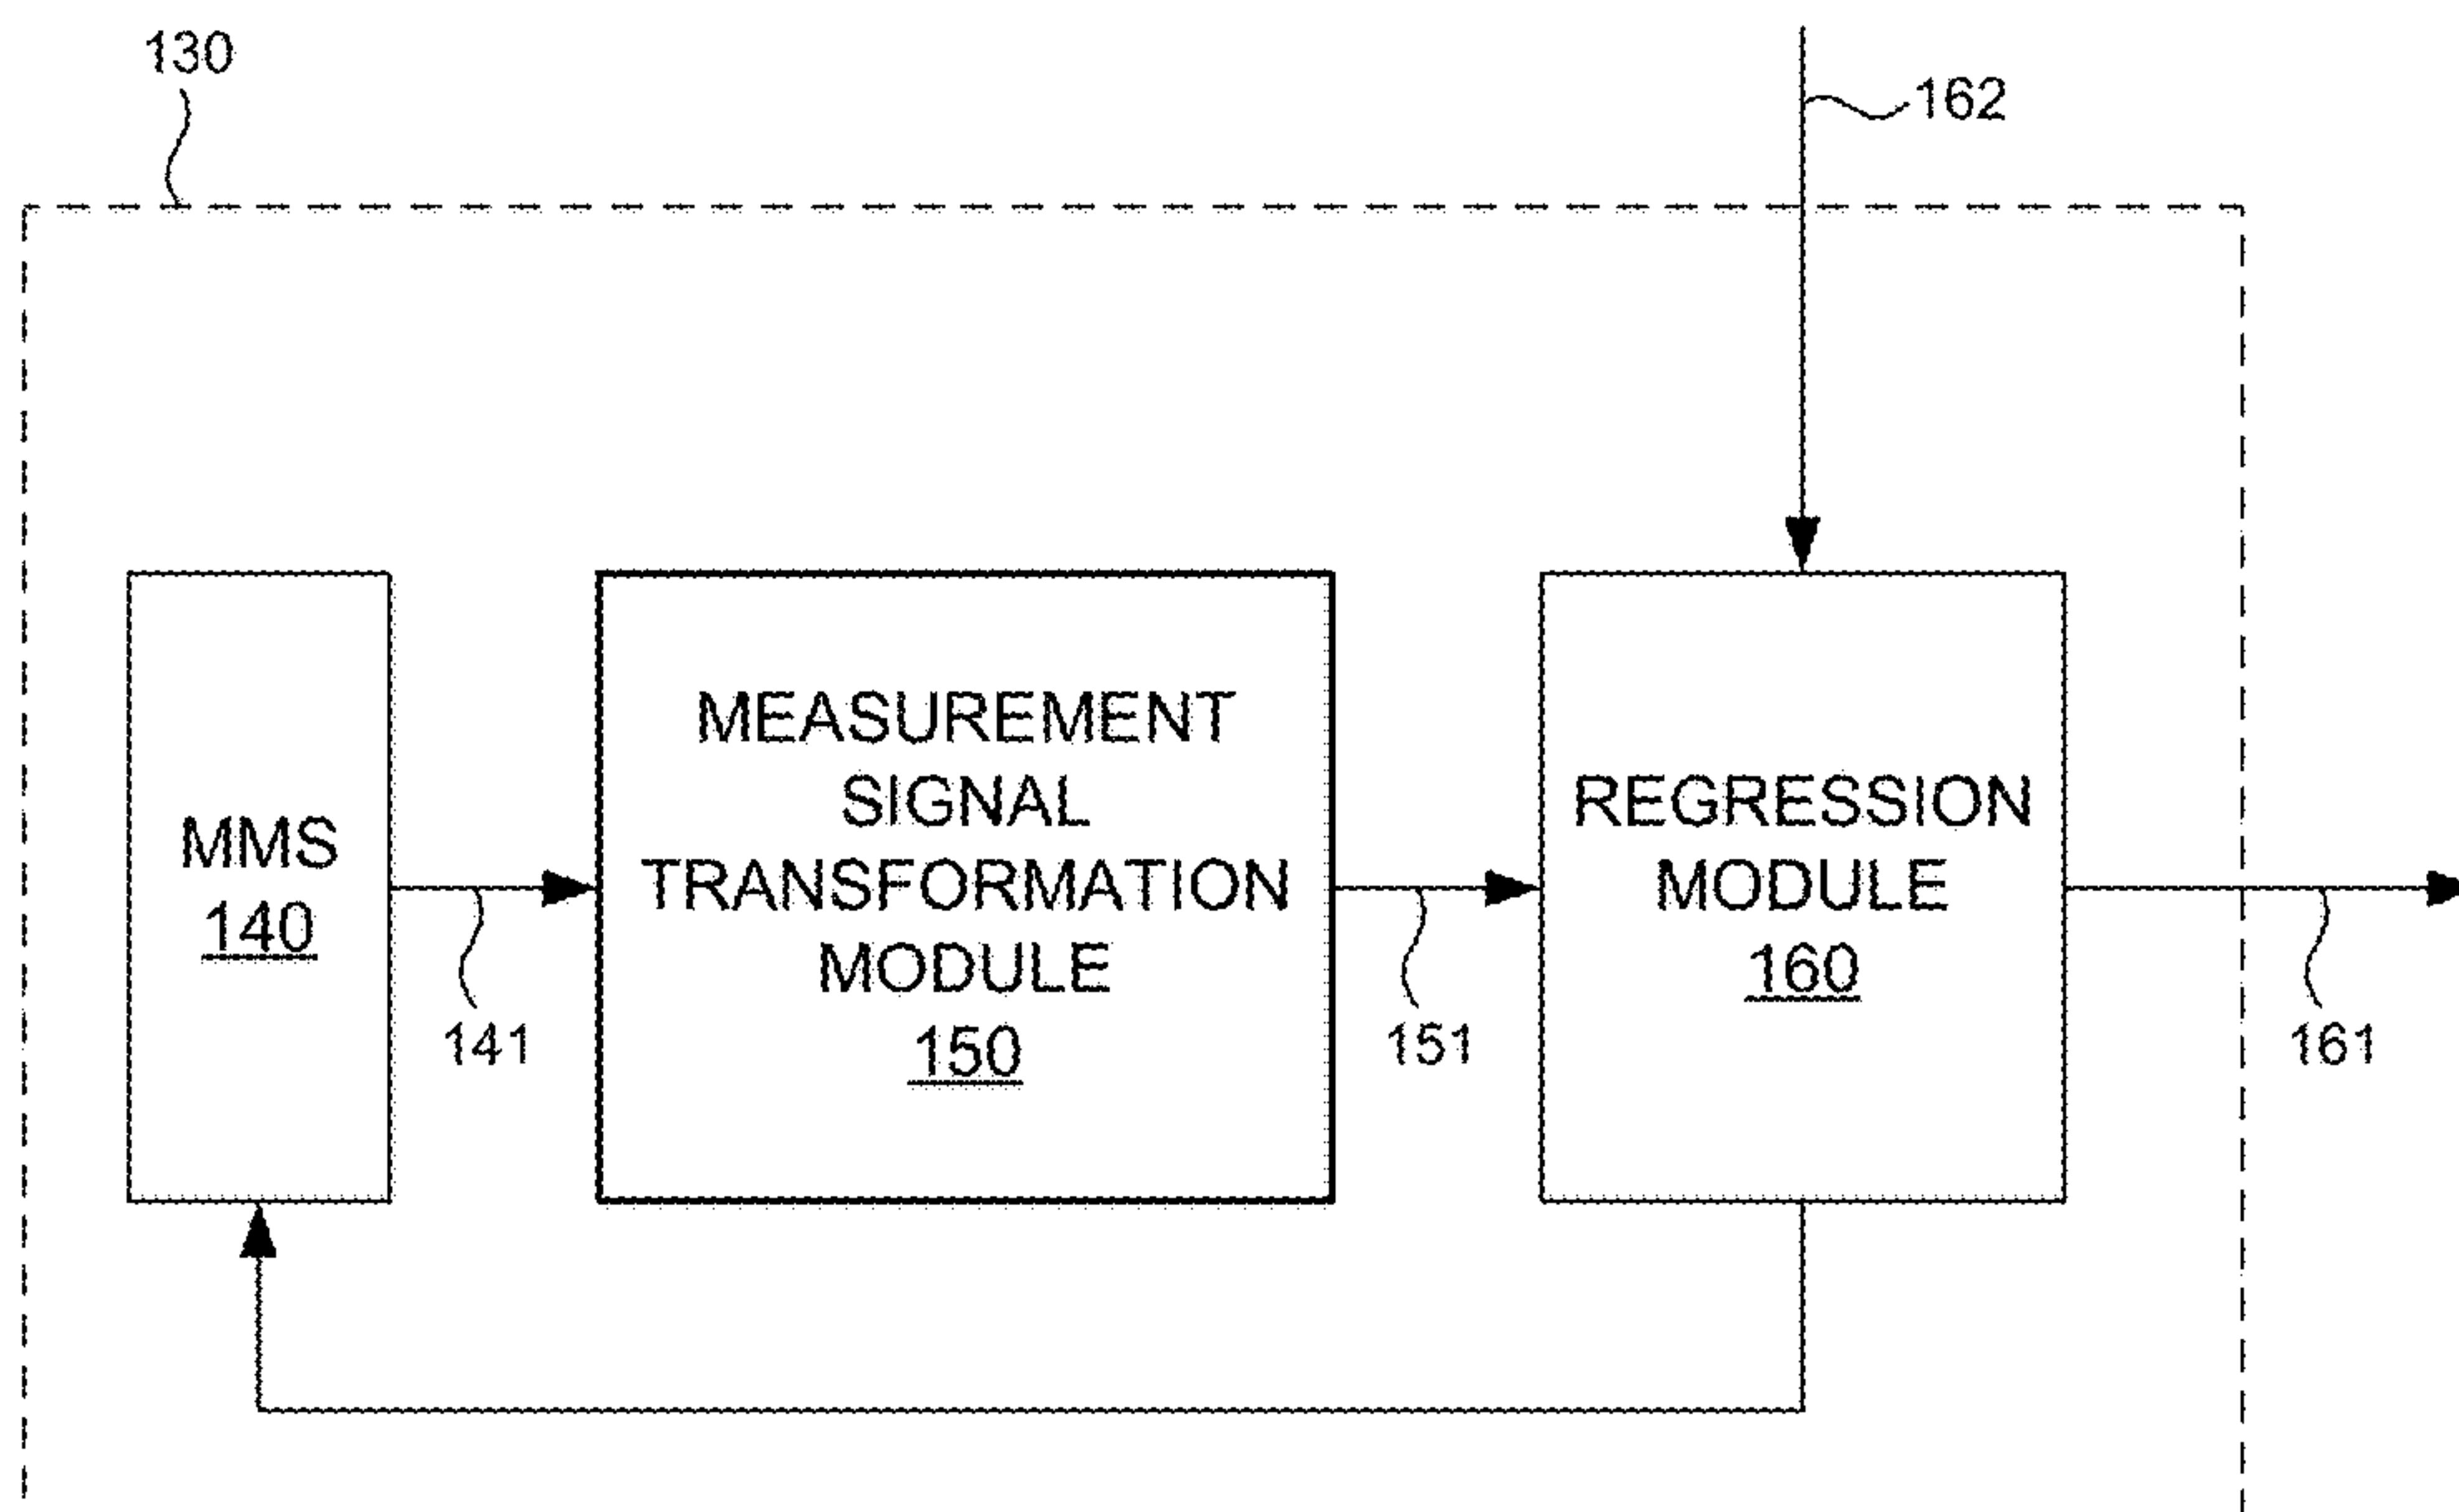 130
162
MMS
140
141
MEASUREMENT
SIGNAL
TRANSFORMATION
MODULE
150
151
REGRESSION
MODULE
160
161